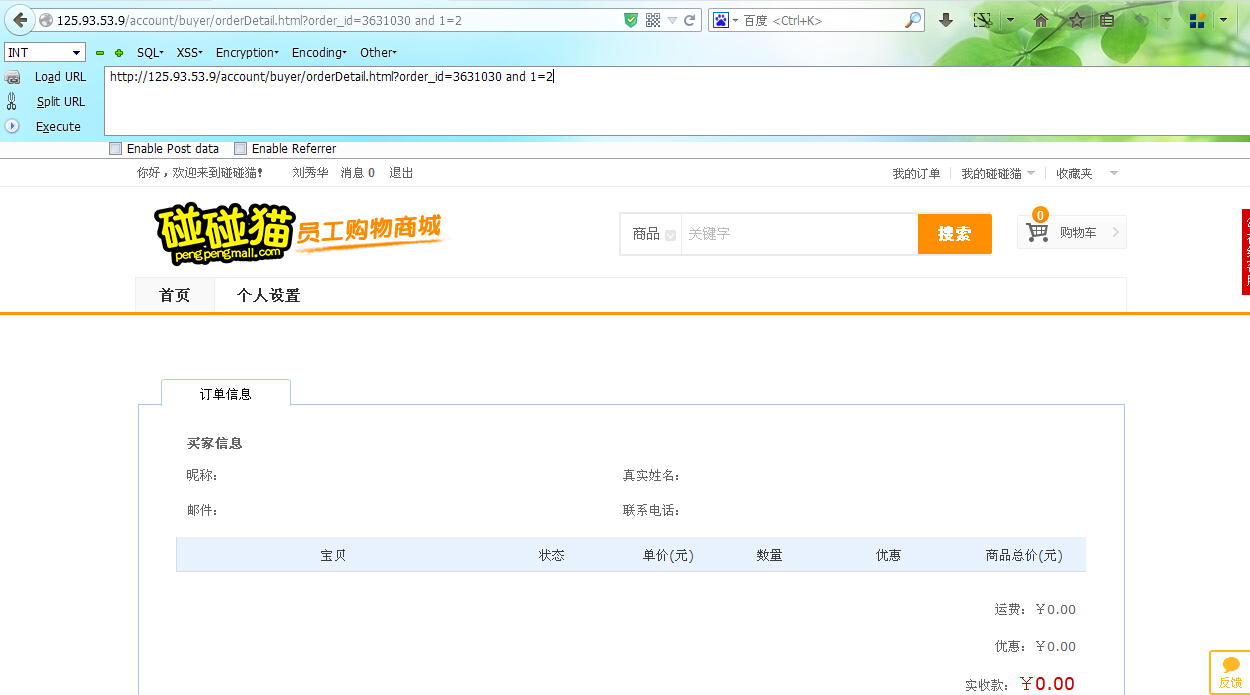 125.93.53.9/account/buyer/orderDetail.html?order_id=3631030 and 1=2
百度 <Ctrl+K>
INT SQL XSS Encryption Encoding Other
Load URL http://125.93.53.9/account/buyer/orderDetail.html?order_id=3631030 and 1=2
Split URL
Execute
Enable Post data Enable Referrer
你好，欢迎来到碰碰猫! 刘秀华 消息 0 退出 我的订单 我的碰碰猫 收藏夹
碰碰猫 员工购物商城
pengpengmall.com
商品 关键字 搜索 0 购物车
首页 个人设置
订单信息
买家信息
昵称: 真实姓名:
邮件: 联系电话:
宝贝 状态 单价(元) 数量 优惠 商品总价(元)
运费: ￥0.00
优惠: ￥0.00
实收款: ￥0.00
反馈